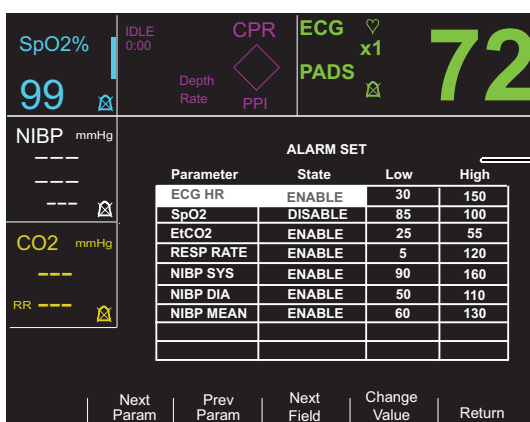 SpO2%
99
IDLE
0:00
CPR
Depth
Rate
PPI
ECG
x1
PADS
72
NIBP mmHg
---
---
---
CO2 mmHg
---
RR ---
ALARM SET
Parameter State Low High
ECG HR ENABLE 30 150
SpO2 DISABLE 85 100
EtCO2 ENABLE 25 55
RESP RATE ENABLE 5 120
NIBP SYS ENABLE 90 160
NIBP DIA ENABLE 50 110
NIBP MEAN ENABLE 60 130
Next Param | Prev Param | Next Field | Change Value | Return